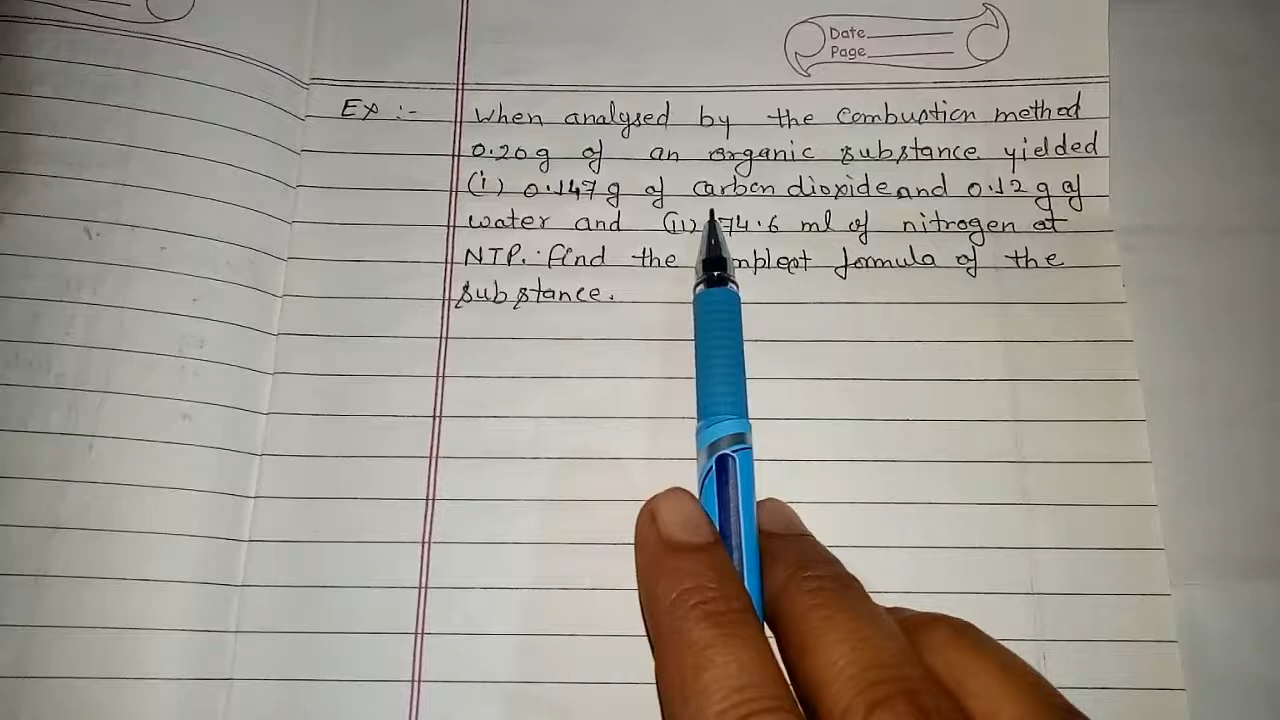 Date
Page
Ex :- When analysed by the Combustion method
0.20g of an organic substance yielded
(i) 0.147g of carbon dioxide and 0.12 g of
water and (ii) 74.6 ml of nitrogen at
NTP. Find the formula of the
substance.